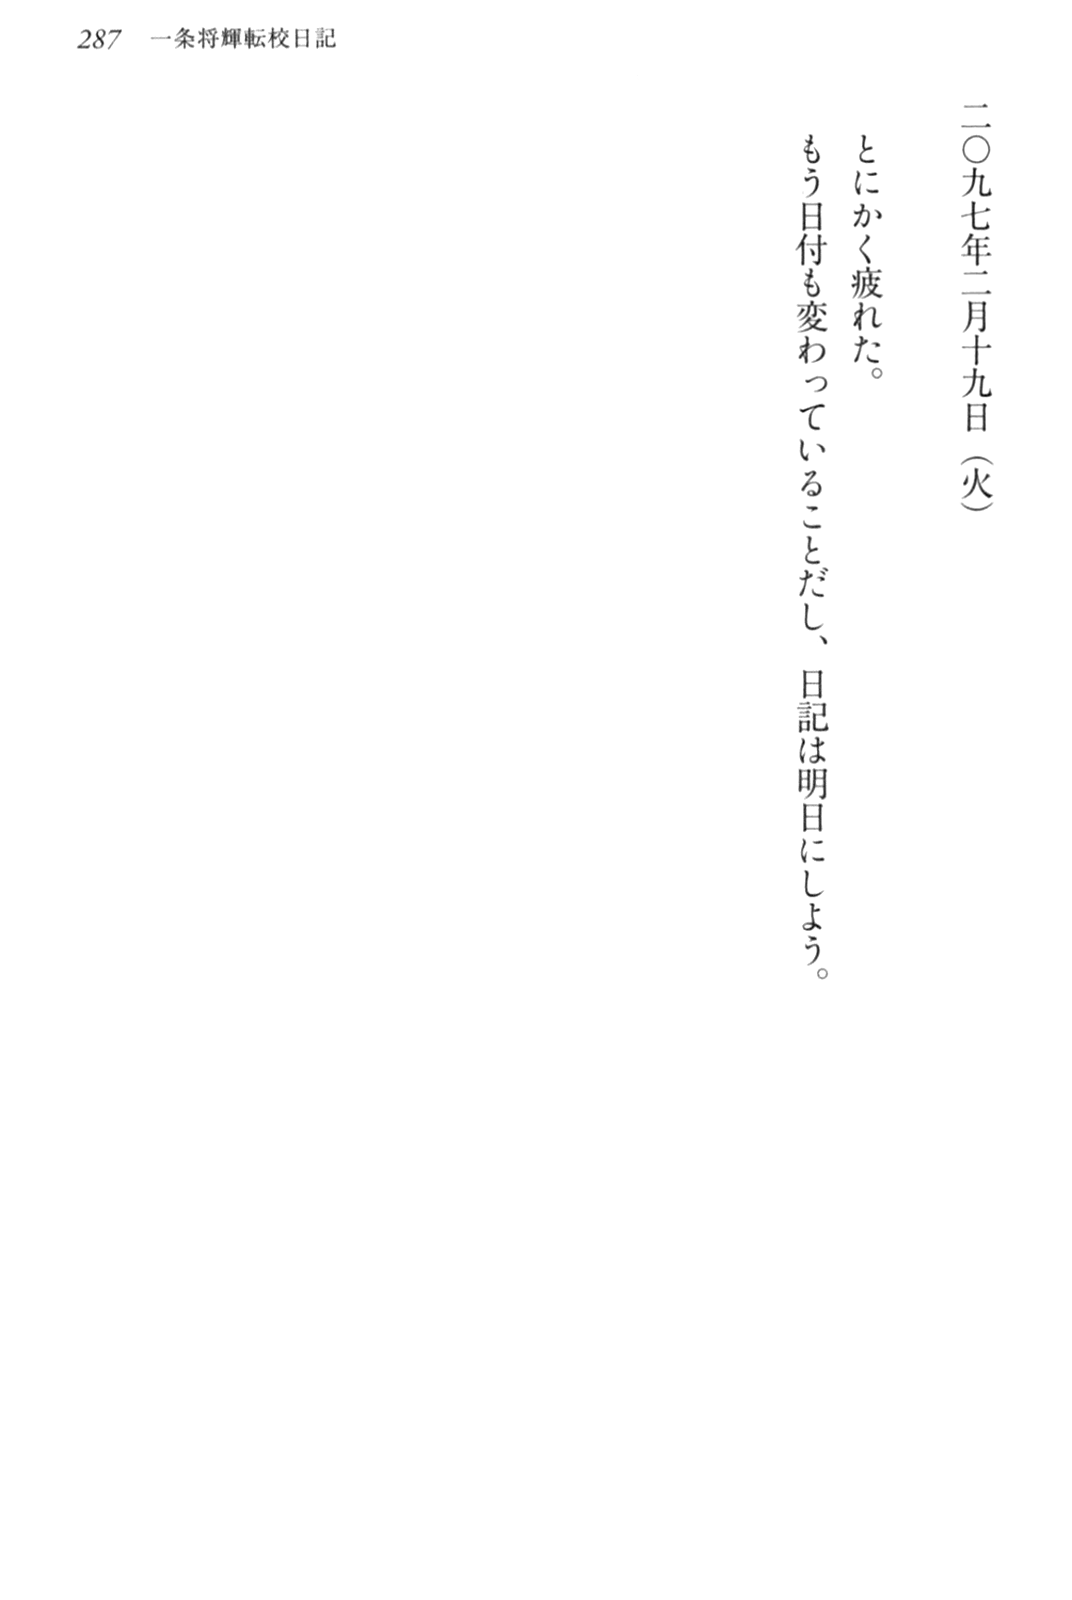 287 一条将輝転校日記
二〇九七年二月十九日（火）
とにかく疲れた。
もう日付も変わっていることだし、日記は明日にしよう。